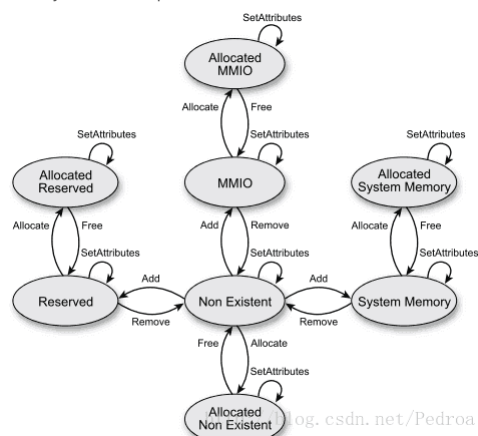 SetAttributes
Allocated
MMIO
Allocate
Free
SetAttributes
SetAttributes
SetAttributes
Allocated
Reserved
MMIO
Allocated
System Memory
Allocate
Free
Add
Remove
Allocate
Free
SetAttributes
SetAttributes
SetAttributes
Reserved
Add
Non Existent
Add
System Memory
Remove
Remove
Free
Allocate
SetAttributes
Allocated
Non Existent
blog.csdn.net/Pedroa